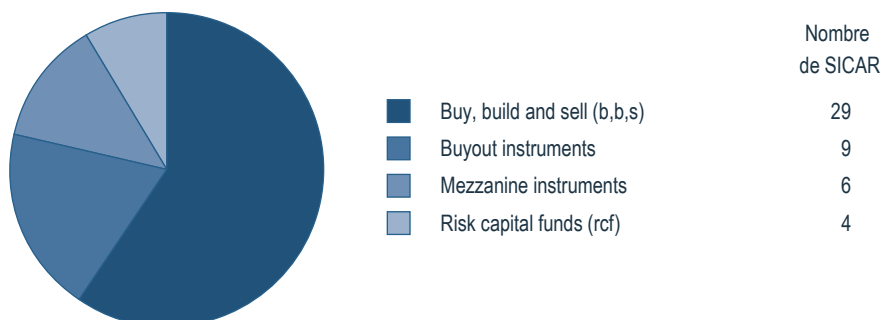 Nombre
de SICAR
Buy, build and sell (b,b,s) 29
Buyout instruments 9
Mezzanine instruments 6
Risk capital funds (rcf) 4